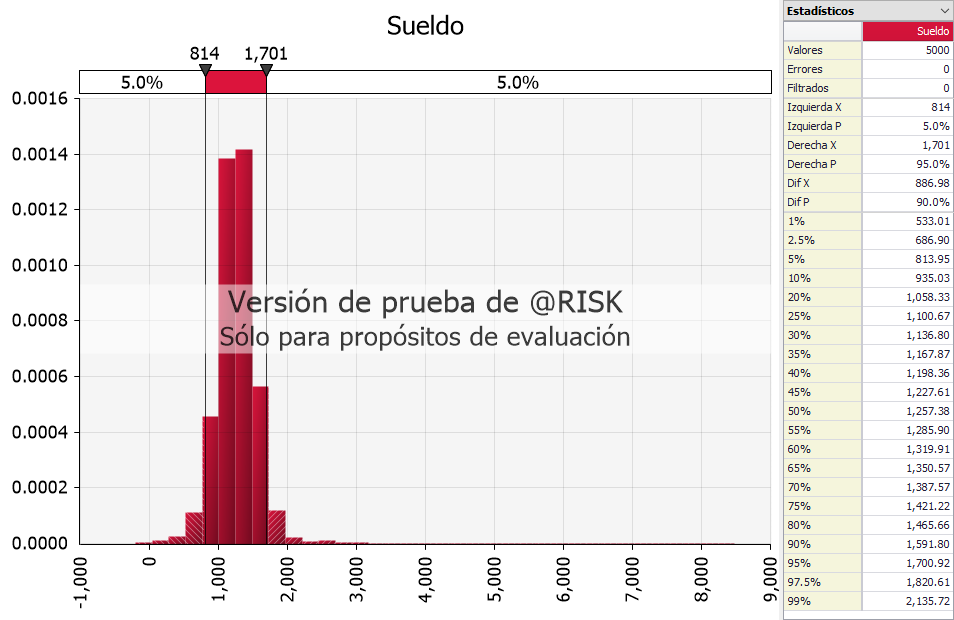 Sueldo
814 1,701
5.0% 5.0%
0.0016
0.0014
0.0012
0.0010
0.0008
0.0006
0.0004
0.0002
0.0000
Versión de prueba de @RISK
Sólo para propósitos de evaluación
-1,000 0 1,000 2,000 3,000 4,000 5,000 6,000 7,000 8,000 9,000
Estadísticos
Sueldo
Valores 5000
Errores 0
Filtrados 0
Izquierda X 814
Izquierda P 5.0%
Derecha X 1,701
Derecha P 95.0%
Dif X 886.98
Dif P 90.0%
1% 533.01
2.5% 686.90
5% 813.95
10% 935.03
20% 1,058.33
25% 1,100.67
30% 1,136.80
35% 1,167.87
40% 1,198.36
45% 1,227.61
50% 1,257.38
55% 1,285.90
60% 1,319.91
65% 1,350.57
70% 1,387.57
75% 1,421.22
80% 1,465.66
90% 1,591.80
95% 1,700.92
97.5% 1,820.61
99% 2,135.72